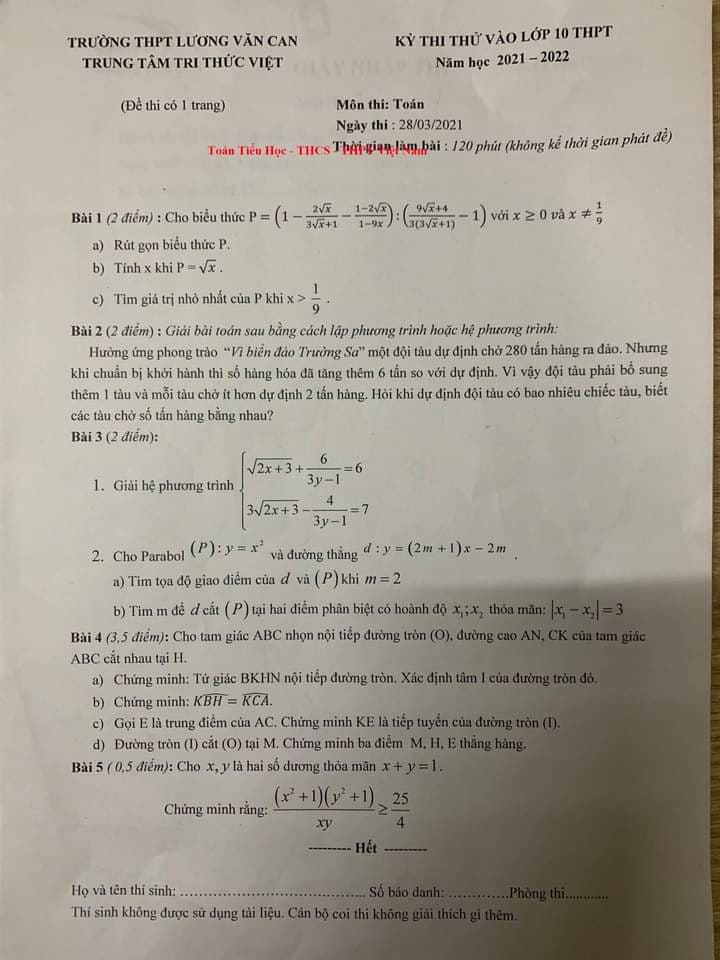 TRƯỜNG THPT LƯƠNG VĂN CAN
TRUNG TÂM TRI THỨC VIỆT
KỲ THI THỬ VÀO LỚP 10 THPT
Năm học 2021 – 2022
(Đề thi có 1 trang)
Môn thi: Toán
Ngày thi : 28/03/2021
Toán Tiểu Học - THCS - THPT Việt Nam
Thời gian làm bài : 120 phút (không kể thời gian phát đề)
Bài 1 (2 điểm) : Cho biểu thức P = (1 − 2√x/(3√x+1) − (1−2√x)/(1−9x)) : ((9√x+4)/(3(3√x+1)) − 1) với x ≥ 0 và x ≠ 1/9
a) Rút gọn biểu thức P.
b) Tính x khi P = √x .
c) Tìm giá trị nhỏ nhất của P khi x > 1/9 .
Bài 2 (2 điểm) : Giải bài toán sau bằng cách lập phương trình hoặc hệ phương trình:
Hưởng ứng phong trào “Vì biển đảo Trường Sa” một đội tàu dự định chở 280 tấn hàng ra đảo. Nhưng
khi chuẩn bị khởi hành thì số hàng hóa đã tăng thêm 6 tấn so với dự định. Vì vậy đội tàu phải bổ sung
thêm 1 tàu và mỗi tàu chở ít hơn dự định 2 tấn hàng. Hỏi khi dự định đội tàu có bao nhiêu chiếc tàu, biết
các tàu chở số tấn hàng bằng nhau?
Bài 3 (2 điểm):
1. Giải hệ phương trình { √(2x+3) + 6/(3y−1) = 6
3√(2x+3) − 4/(3y−1) = 7
2. Cho Parabol (P): y = x² và đường thẳng d : y = (2m + 1)x − 2m .
a) Tìm tọa độ giao điểm của d và (P) khi m = 2
b) Tìm m để d cắt (P) tại hai điểm phân biệt có hoành độ x₁; x₂ thỏa mãn: |x₁ − x₂| = 3
Bài 4 (3,5 điểm): Cho tam giác ABC nhọn nội tiếp đường tròn (O), đường cao AN, CK của tam giác
ABC cắt nhau tại H.
a) Chứng minh: Tứ giác BKHN nội tiếp đường tròn. Xác định tâm I của đường tròn đó.
b) Chứng minh: K͡BH = K͡CA.
c) Gọi E là trung điểm của AC. Chứng minh KE là tiếp tuyến của đường tròn (I).
d) Đường tròn (I) cắt (O) tại M. Chứng minh ba điểm M, H, E thẳng hàng.
Bài 5 ( 0,5 điểm): Cho x, y là hai số dương thỏa mãn x + y = 1.
Chứng minh rằng: (x² + 1)(y² + 1)/xy ≥ 25/4
--------- Hết ---------
Họ và tên thí sinh: ……………………………….. Số báo danh: …………Phòng thi...........
Thí sinh không được sử dụng tài liệu. Cán bộ coi thi không giải thích gì thêm.